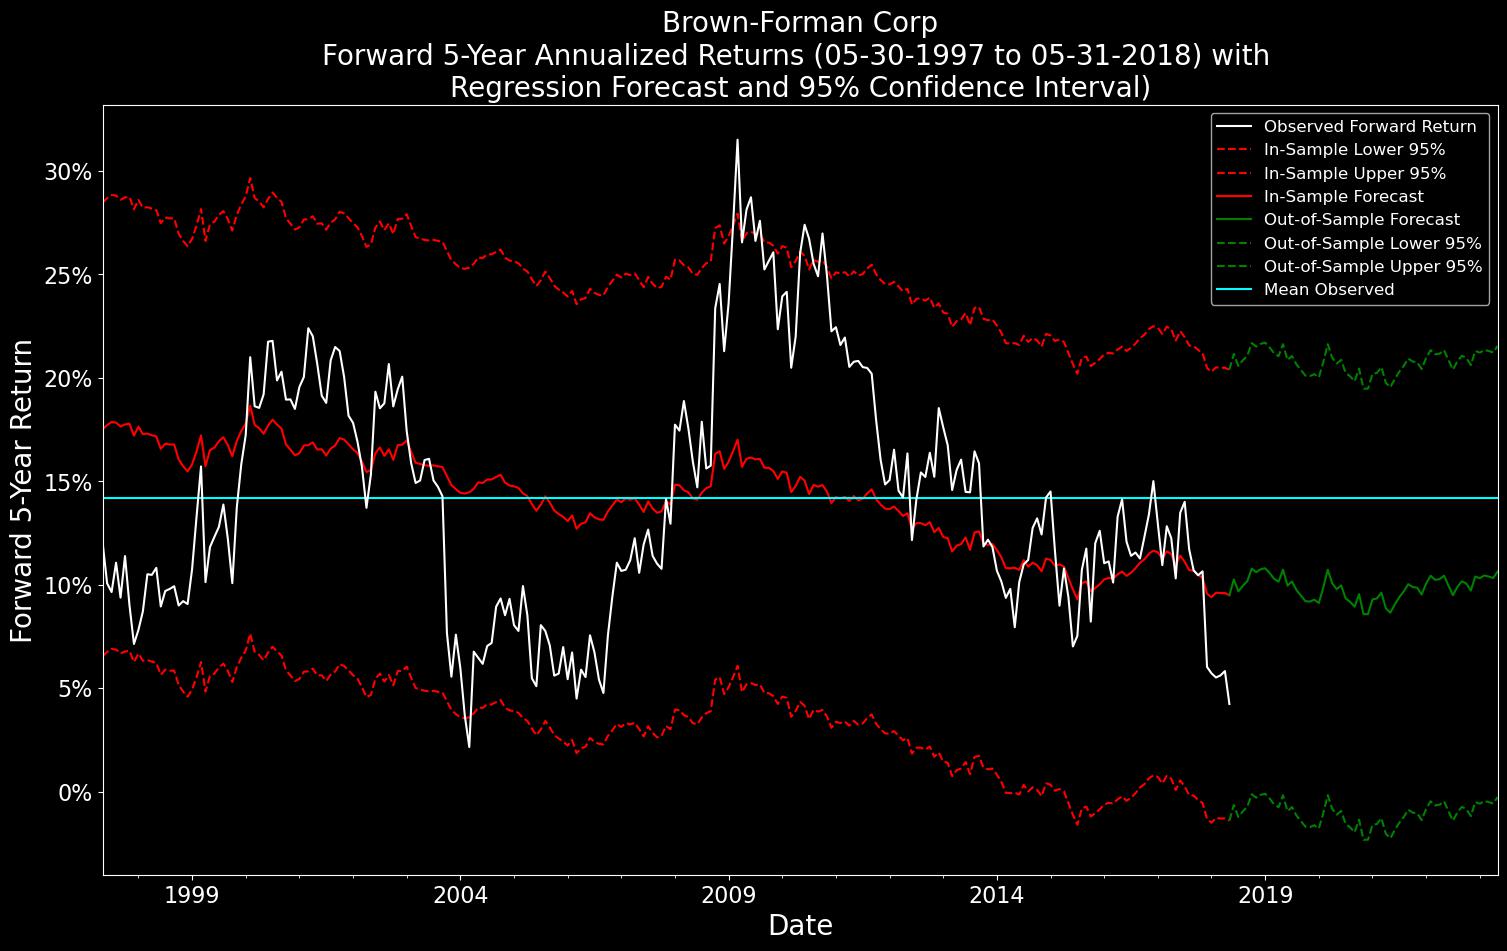 Brown-Forman Corp
Forward 5-Year Annualized Returns (05-30-1997 to 05-31-2018) with
Regression Forecast and 95% Confidence Interval)
Observed Forward Return
In-Sample Lower 95%
In-Sample Upper 95%
In-Sample Forecast
Out-of-Sample Forecast
Out-of-Sample Lower 95%
Out-of-Sample Upper 95%
Mean Observed
Forward 5-Year Return
30%
25%
20%
15%
10%
5%
0%
1999
2004
2009
2014
2019
Date